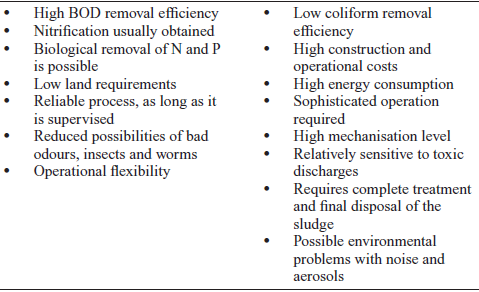 • High BOD removal efficiency
• Nitrification usually obtained
• Biological removal of N and P
is possible
• Low land requirements
• Reliable process, as long as it
is supervised
• Reduced possibilities of bad
odours, insects and worms
• Operational flexibility
• Low coliform removal
efficiency
• High construction and
operational costs
• High energy consumption
• Sophisticated operation
required
• High mechanisation level
• Relatively sensitive to toxic
discharges
• Requires complete treatment
and final disposal of the
sludge
• Possible environmental
problems with noise and
aerosols